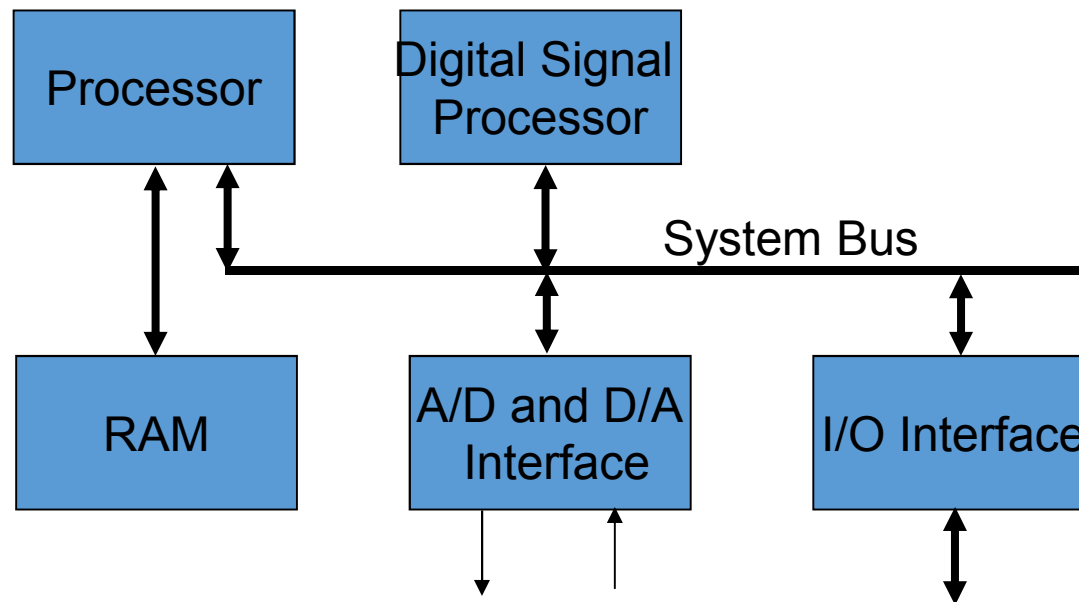 Processor
Digital Signal
Processor
System Bus
RAM
A/D and D/A
Interface
I/O Interface